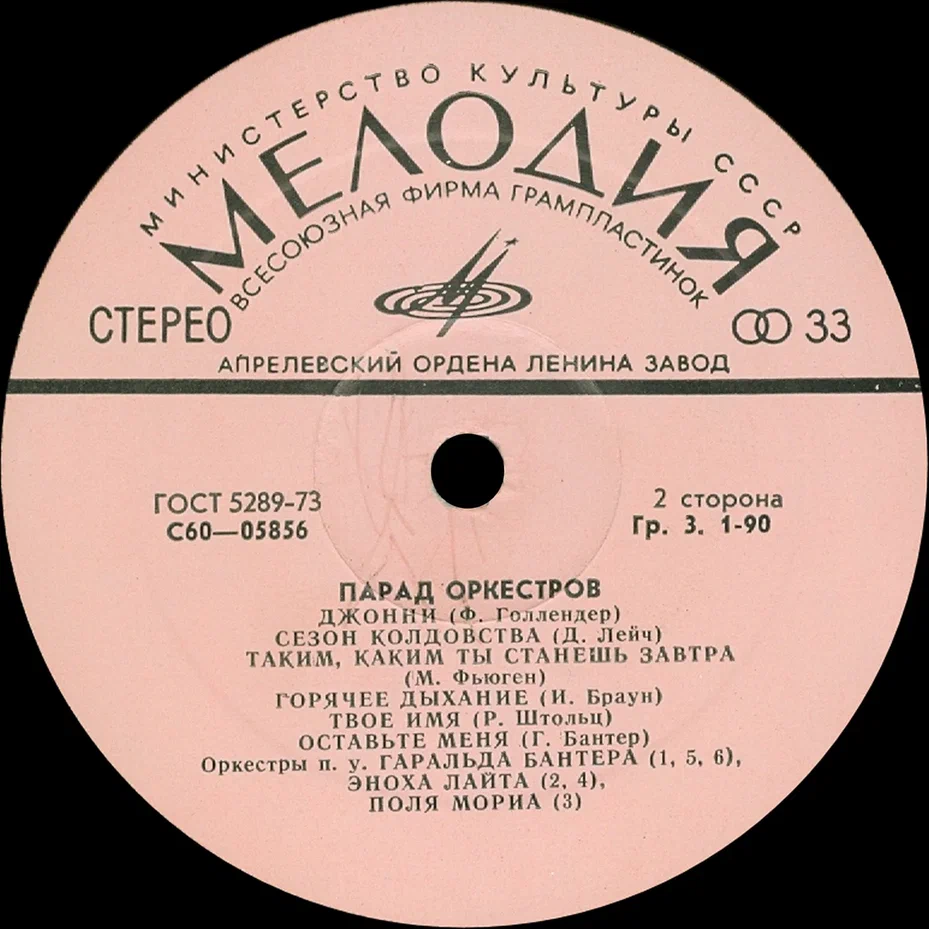 МИНИСТЕРСТВО КУЛЬТУРЫ СССР
МЕЛОДИЯ
ВСЕСОЮЗНАЯ ФИРМА ГРАМПЛАСТИНОК
СТЕРЕО
33
АПРЕЛЕВСКИЙ ОРДЕНА ЛЕНИНА ЗАВОД
ГОСТ 5289-73
С60—05856
2 сторона
Гр. 3. 1-90
ПАРАД ОРКЕСТРОВ
ДЖОННИ (Ф. Голлендер)
СЕЗОН КОЛДОВСТВА (Д. Лейч)
ТАКИМ, КАКИМ ТЫ СТАНЕШЬ ЗАВТРА
(М. Фьюген)
ГОРЯЧЕЕ ДЫХАНИЕ (И. Браун)
ТВОЕ ИМЯ (Р. Штольц)
ОСТАВЬТЕ МЕНЯ (Г. Бантер)
Оркестры п. у. ГАРАЛЬДА БАНТЕРА (1, 5, 6),
ЭНОХА ЛАЙТА (2, 4),
ПОЛЯ МОРИА (3)